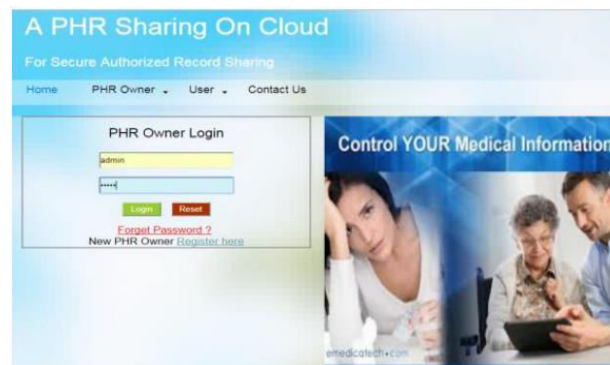 A PHR Sharing On Cloud
For Secure Authorized Record Sharing
Home PHR Owner User Contact Us
PHR Owner Login
admin
•••••
Login Reset
Forget Password ?
New PHR Owner Register here
Control YOUR Medical Information
emedicatech.com